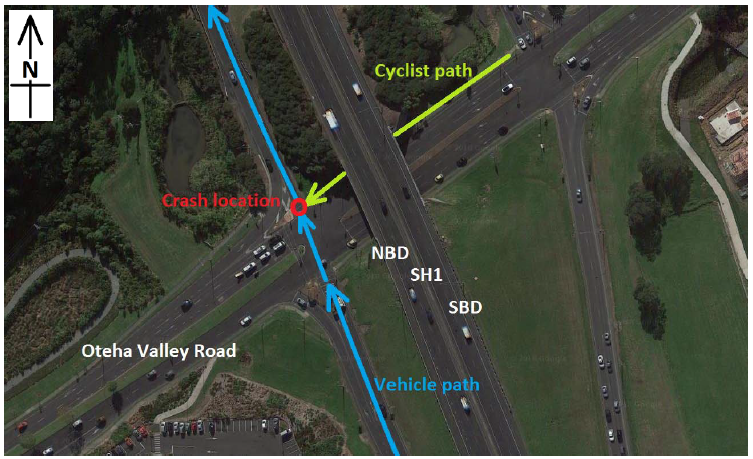 N
Cyclist path
Crash location
NBD
SH1
SBD
Oteha Valley Road
Vehicle path